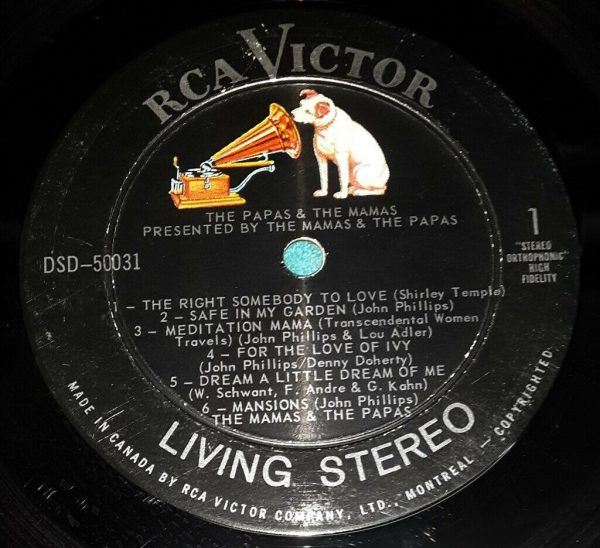 RCA VICTOR
THE PAPAS & THE MAMAS
PRESENTED BY THE MAMAS & THE PAPAS
DSD-50031
1
"STEREO
ORTHOPHONIC"
HIGH
FIDELITY
1 - THE RIGHT SOMEBODY TO LOVE (Shirley Temple)
2 - SAFE IN MY GARDEN (John Phillips)
3 - MEDITATION MAMA (Transcendental Women
Travels) (John Phillips & Lou Adler)
4 - FOR THE LOVE OF IVY
(John Phillips/Denny Doherty)
5 - DREAM A LITTLE DREAM OF ME
(W. Schwant, F. Andre & G. Kahn)
6 - MANSIONS (John Phillips)
THE MAMAS & THE PAPAS
LIVING STEREO
MADE IN CANADA BY RCA VICTOR COMPANY, LTD., MONTREAL - COPYRIGHTED